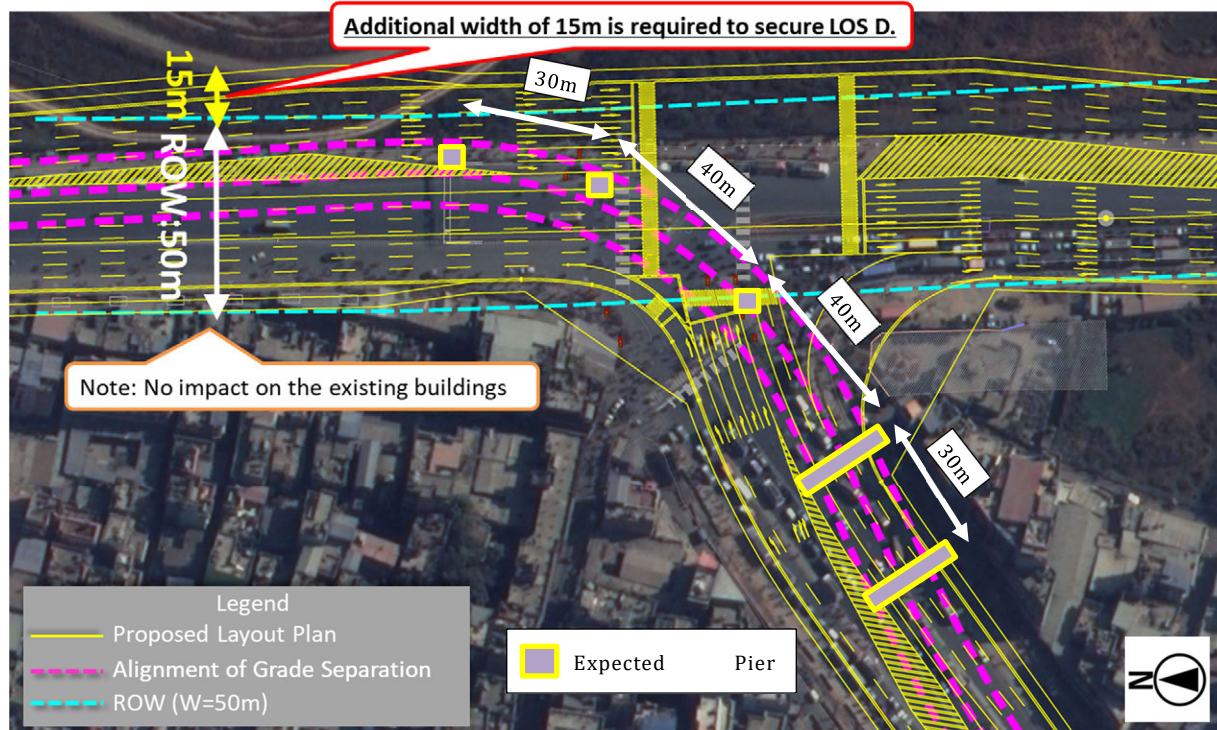 Additional width of 15m is required to secure LOS D.
15m
ROW:50m
30m
40m
40m
30m
Note: No impact on the existing buildings
Legend
Proposed Layout Plan
Alignment of Grade Separation
ROW (W=50m)
Expected Pier
N